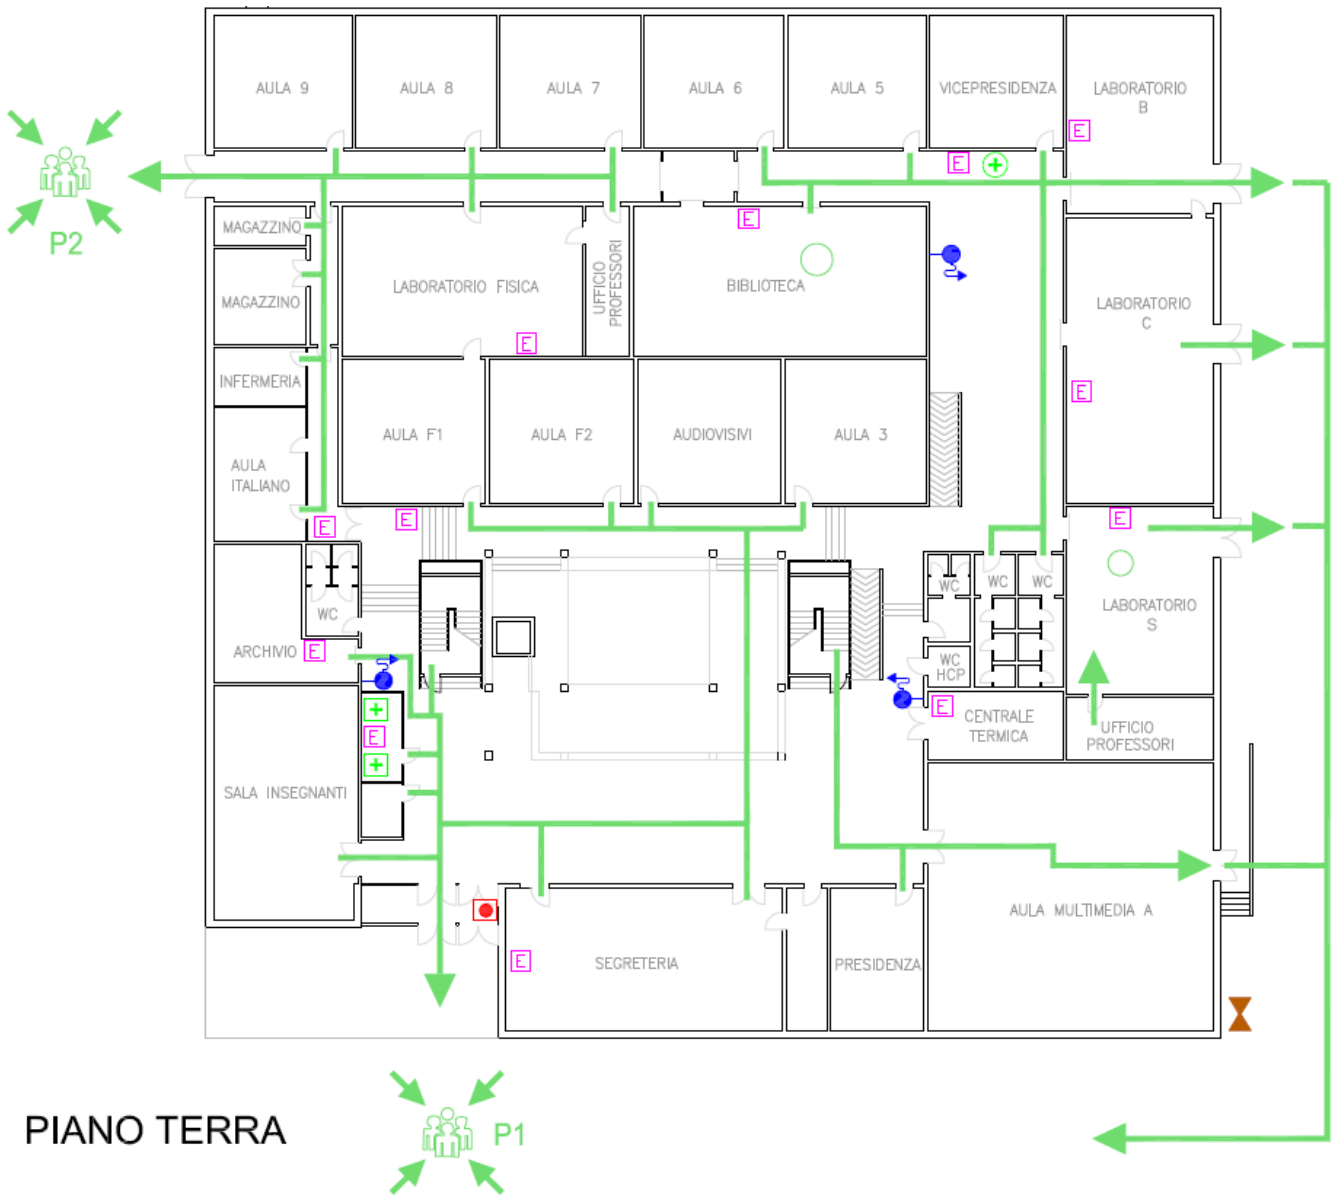 AULA 9
AULA 8
AULA 7
AULA 6
AULA 5
VICEPRESIDENZA
LABORATORIO
B
E
E
P2
MAGAZZINO
E
LABORATORIO FISICA
UFFICIO
PROFESSORI
BIBLIOTECA
MAGAZZINO
LABORATORIO
C
E
INFERMERIA
E
AULA F1
AULA F2
AUDIOVISIVI
AULA 3
AULA
ITALIANO
E
E
E
WC
WC
WC
WC
LABORATORIO
S
ARCHIVIO
E
WC
HCP
E
CENTRALE
TERMICA
UFFICIO
PROFESSORI
E
SALA INSEGNANTI
AULA MULTIMEDIA A
E
SEGRETERIA
PRESIDENZA
PIANO TERRA
P1